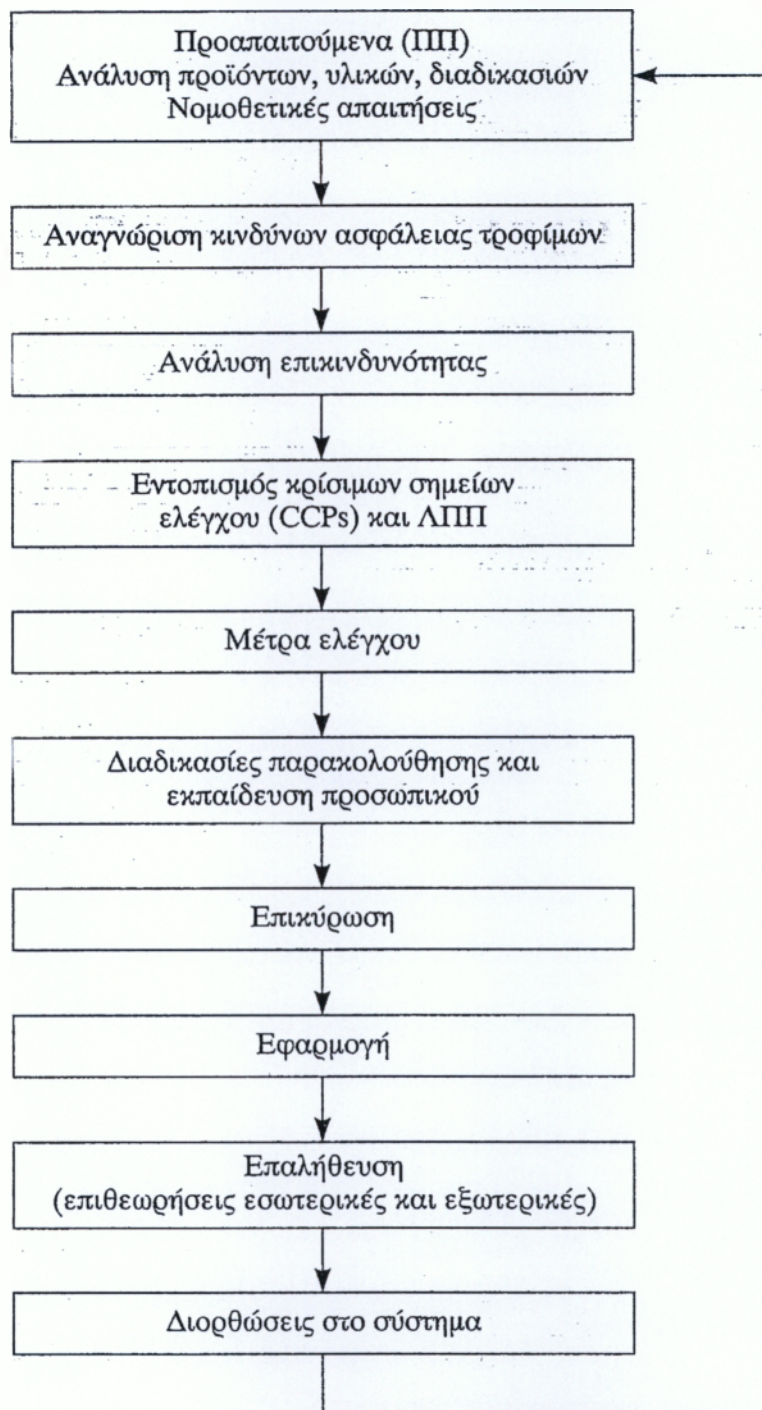 Προαπαιτούμενα (ΠΠ)
Ανάλυση προϊόντων, υλικών, διαδικασιών
Νομοθετικές απαιτήσεις
Αναγνώριση κινδύνων ασφάλειας τροφίμων
Ανάλυση επικινδυνότητας
Εντοπισμός κρίσιμων σημείων
ελέγχου (CCPs) και ΛΠΠ
Μέτρα ελέγχου
Διαδικασίες παρακολούθησης και
εκπαίδευση προσωπικού
Επικύρωση
Εφαρμογή
Επαλήθευση
(επιθεωρήσεις εσωτερικές και εξωτερικές)
Διορθώσεις στο σύστημα